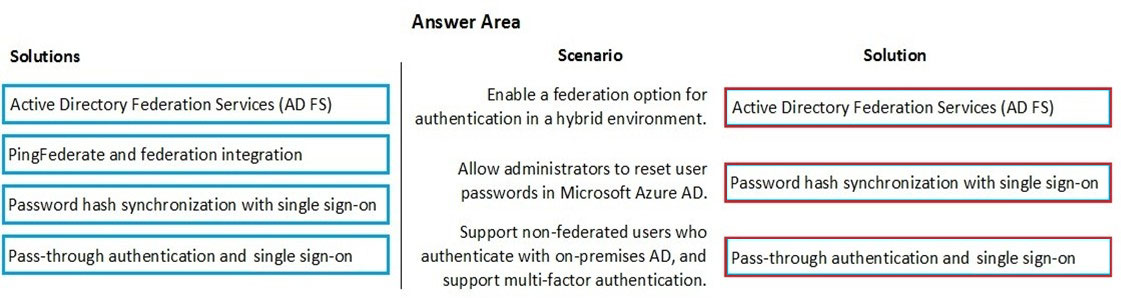 Answer Area
Solutions
Scenario
Solution
Active Directory Federation Services (AD FS)
PingFederate and federation integration
Password hash synchronization with single sign-on
Pass-through authentication and single sign-on
Enable a federation option for
authentication in a hybrid environment.
Active Directory Federation Services (AD FS)
Allow administrators to reset user
passwords in Microsoft Azure AD.
Password hash synchronization with single sign-on
Support non-federated users who
authenticate with on-premises AD, and
support multi-factor authentication.
Pass-through authentication and single sign-on